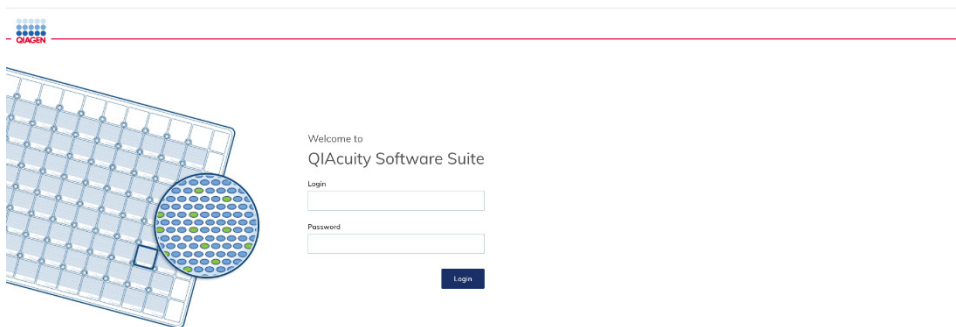 QIAGEN
Welcome to
QIAcuity Software Suite
Login
Password
Login